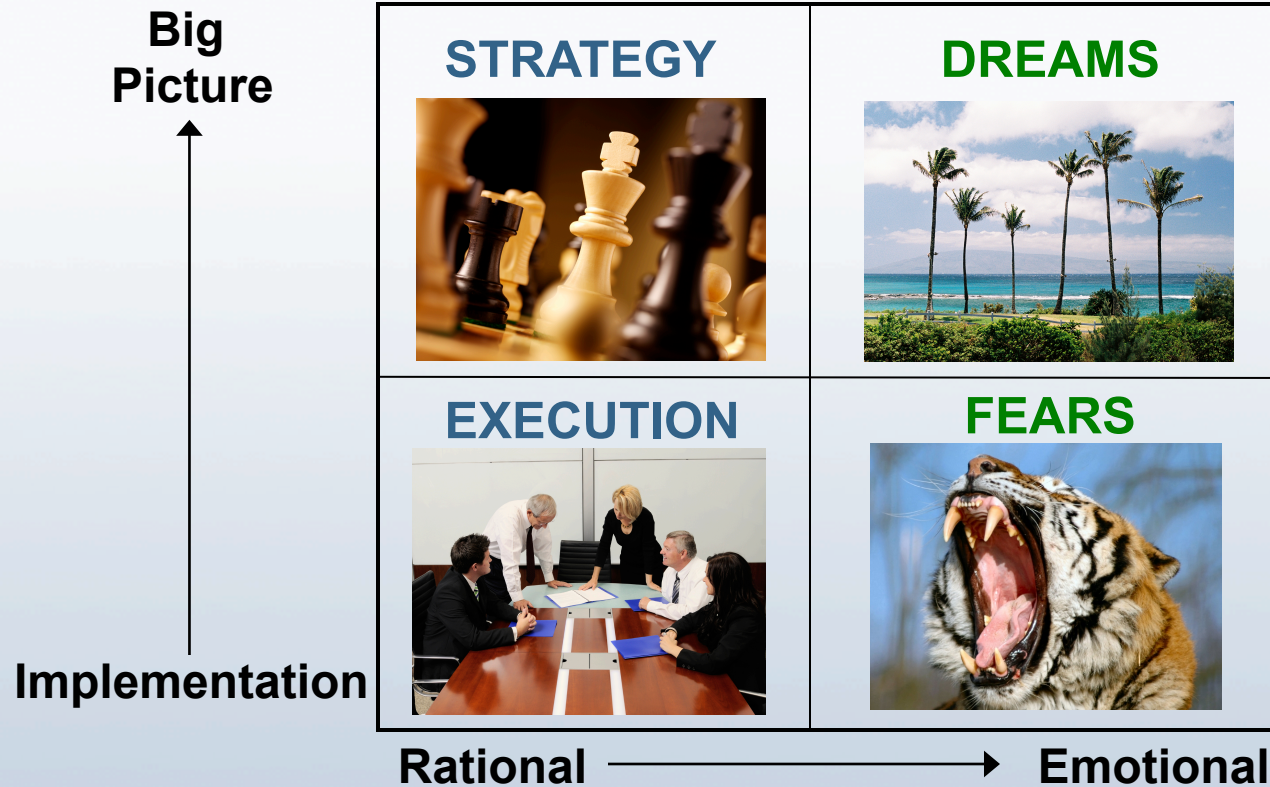 Big
Picture
STRATEGY
DREAMS
EXECUTION
FEARS
Implementation
Rational
Emotional